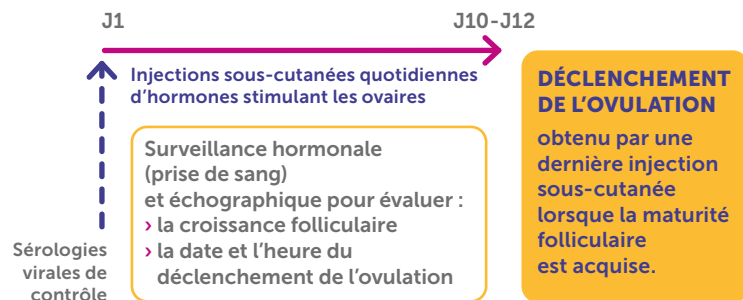 J1
J10-J12
Injections sous-cutanées quotidiennes
d’hormones stimulant les ovaires
Surveillance hormonale
(prise de sang)
et échographique pour évaluer :
› la croissance folliculaire
› la date et l’heure du
déclenchement de l’ovulation
Sérologies
virales de
contrôle
DÉCLENCHEMENT
DE L’OVULATION
obtenu par une
dernière injection
sous-cutanée
lorsque la maturité
folliculaire
est acquise.